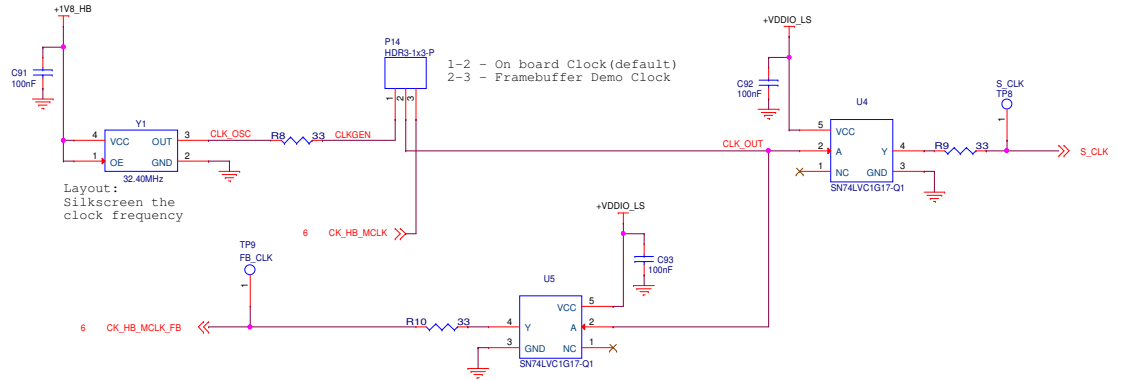 +1V8_HB
C91
100nF
Y1
4
VCC
OUT
3
1
OE
GND
2
32.40MHz
Layout:
Silkscreen the
clock frequency
CLK_OSC
R8
33
CLKGEN
P14
HDR3-1x3-P
1
2
3
1-2 - On board Clock(default)
2-3 - Framebuffer Demo Clock
6 CK_HB_MCLK
CLK_OUT
+VDDIO_LS
C92
100nF
U4
5
VCC
2
A
Y
4
1
NC
GND
3
SN74LVC1G17-Q1
R9
33
S_CLK
TP8
1
S_CLK
+VDDIO_LS
C93
100nF
U5
VCC
5
4
Y
A
2
3
GND
NC
1
SN74LVC1G17-Q1
R10
33
TP9
FB_CLK
1
6 CK_HB_MCLK_FB